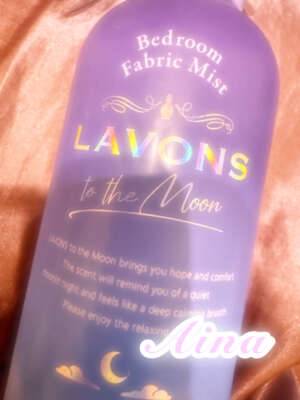 Bedroom
Fabric Mist
LAVONS
to the Moon
LAVONS to the Moon brings you hope and comfort.
The scent will remind you of a quiet
moonlit night and feels like a deep calming breath.
Please enjoy the relaxing
Aina